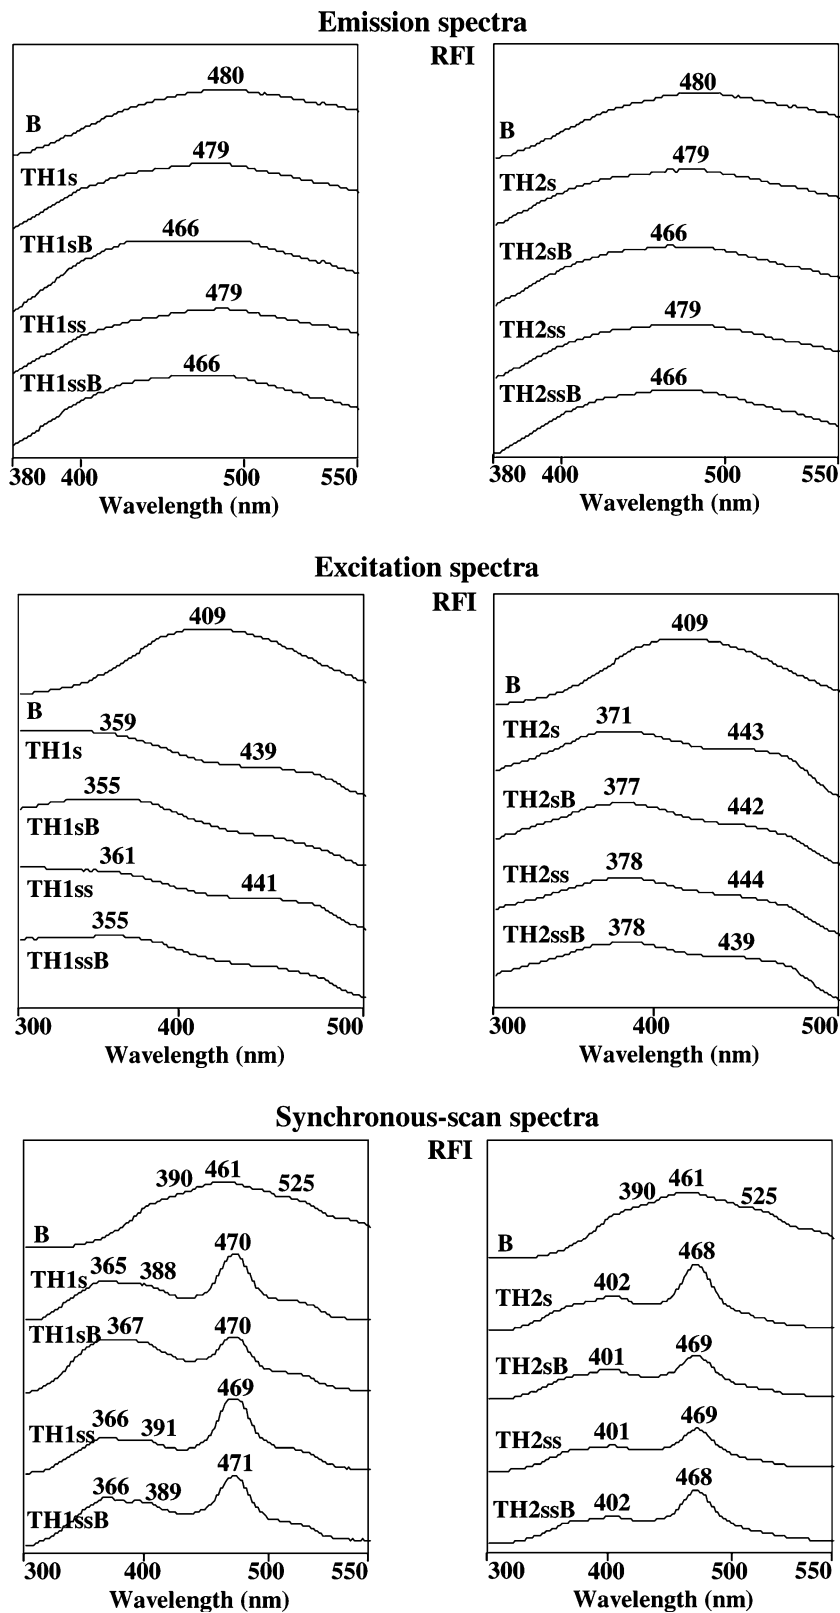 Emission spectra
RFI
480
B
479
TH1s
466
TH1sB
479
TH1ss
466
TH1ssB
380 400 500 550
Wavelength (nm)
480
B
479
TH2s
466
TH2sB
479
TH2ss
466
TH2ssB
380 400 500 550
Wavelength (nm)
Excitation spectra
RFI
409
B
359
439
TH1s
355
TH1sB
361
441
TH1ss
355
TH1ssB
300 400 500
Wavelength (nm)
409
B
371
443
TH2s
377
442
TH2sB
378
444
TH2ss
378
439
TH2ssB
300 400 500
Wavelength (nm)
Synchronous-scan spectra
RFI
390 461 525
B
365 388 470
TH1s
367 470
TH1sB
366 391 469
TH1ss
366 389 471
TH1ssB
300 400 500 550
Wavelength (nm)
390 461 525
B
402 468
TH2s
401 469
TH2sB
401 469
TH2ss
402 468
TH2ssB
300 400 500 550
Wavelength (nm)